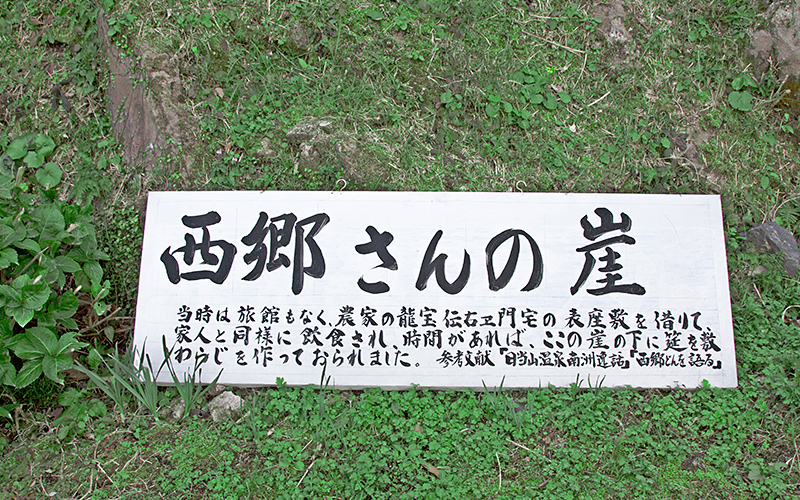 西郷さんの崖
当時は旅館もなく、農家の龍宝伝右ヱ門宅の表座敷を借りて、
家人と同様に飲食され、時間があれば、ここの崖の下に筵を敷
わらじを作っておられました。 参考文献「日当山温泉南洲遺話」「西郷どんを語る」